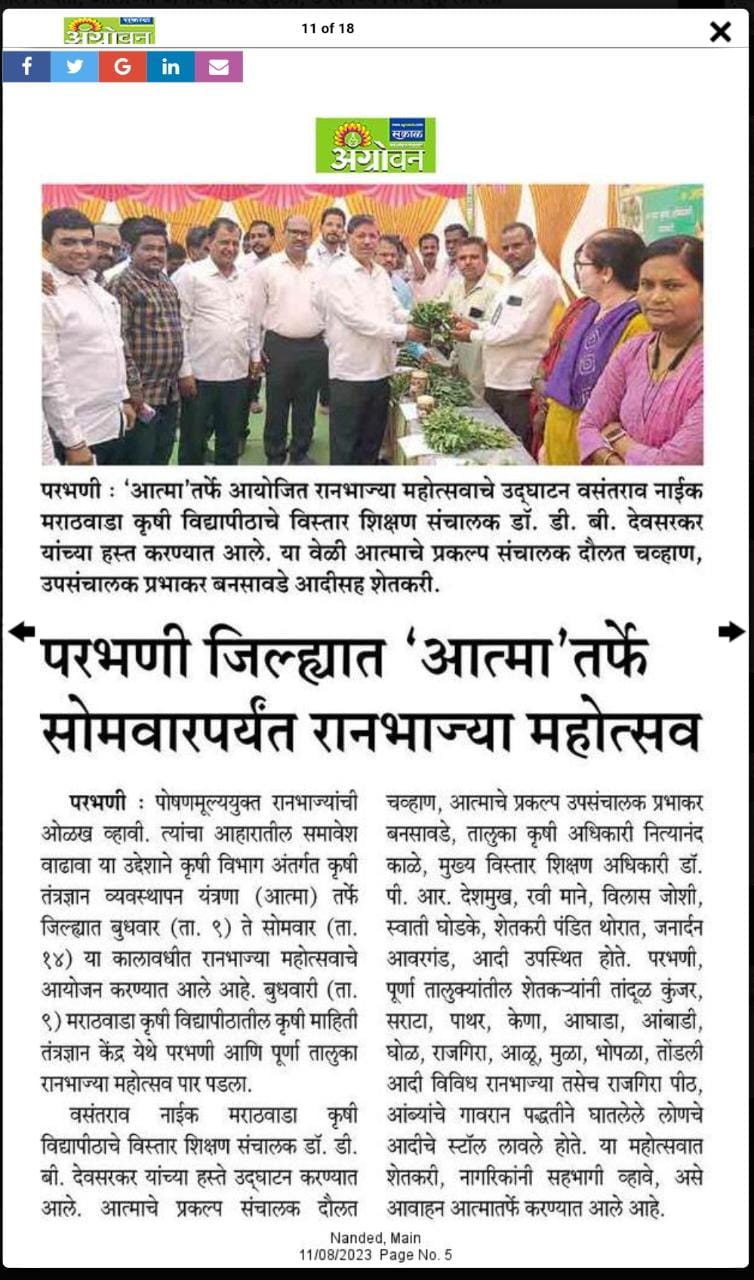 सकाळ
अॅग्रोवन
11 of 18
f
G
in
सकाळ
अॅग्रोवन
परभणी : ‘आत्मा’तर्फे आयोजित रानभाज्या महोत्सवाचे उद्‌घाटन वसंतराव नाईक
मराठवाडा कृषी विद्यापीठाचे विस्तार शिक्षण संचालक डॉ. डी. बी. देवसरकर
यांच्या हस्त करण्यात आले. या वेळी आत्माचे प्रकल्प संचालक दौलत चव्हाण,
उपसंचालक प्रभाकर बनसावडे आदीसह शेतकरी.
परभणी जिल्ह्यात ‘आत्मा’तर्फे
सोमवारपर्यंत रानभाज्या महोत्सव
परभणी : पोषणमूल्ययुक्त रानभाज्यांची
ओळख व्हावी. त्यांचा आहारातील समावेश
वाढावा या उद्देशाने कृषी विभाग अंतर्गत कृषी
तंत्रज्ञान व्यवस्थापन यंत्रणा (आत्मा) तर्फे
जिल्ह्यात बुधवार (ता. ९) ते सोमवार (ता.
१४) या कालावधीत रानभाज्या महोत्सवाचे
आयोजन करण्यात आले आहे. बुधवारी (ता.
९) मराठवाडा कृषी विद्यापीठातील कृषी माहिती
तंत्रज्ञान केंद्र येथे परभणी आणि पूर्णा तालुका
रानभाज्या महोत्सव पार पडला.
वसंतराव नाईक मराठवाडा कृषी
विद्यापीठाचे विस्तार शिक्षण संचालक डॉ. डी.
बी. देवसरकर यांच्या हस्ते उद्‌घाटन करण्यात
आले. आत्माचे प्रकल्प संचालक दौलत
चव्हाण, आत्माचे प्रकल्प उपसंचालक प्रभाकर
बनसावडे, तालुका कृषी अधिकारी नित्यानंद
काळे, मुख्य विस्तार शिक्षण अधिकारी डॉ.
पी. आर. देशमुख, रवी माने, विलास जोशी,
स्वाती घोडके, शेतकरी पंडित थोरात, जनार्दन
आवरगंड, आदी उपस्थित होते. परभणी,
पूर्णा तालुक्यांतील शेतकऱ्यांनी तांदूळ कुंजर,
सराटा, पाथर, केणा, आघाडा, आंबाडी,
घोळ, राजगिरा, आळू, मुळा, भोपळा, तोंडली
आदी विविध रानभाज्या तसेच राजगिरा पीठ,
आंब्यांचे गावरान पद्धतीने घातलेले लोणचे
आदीचे स्टॉल लावले होते. या महोत्सवात
शेतकरी, नागरिकांनी सहभागी व्हावे, असे
आवाहन आत्मातर्फे करण्यात आले आहे.
Nanded, Main
11/08/2023 Page No. 5